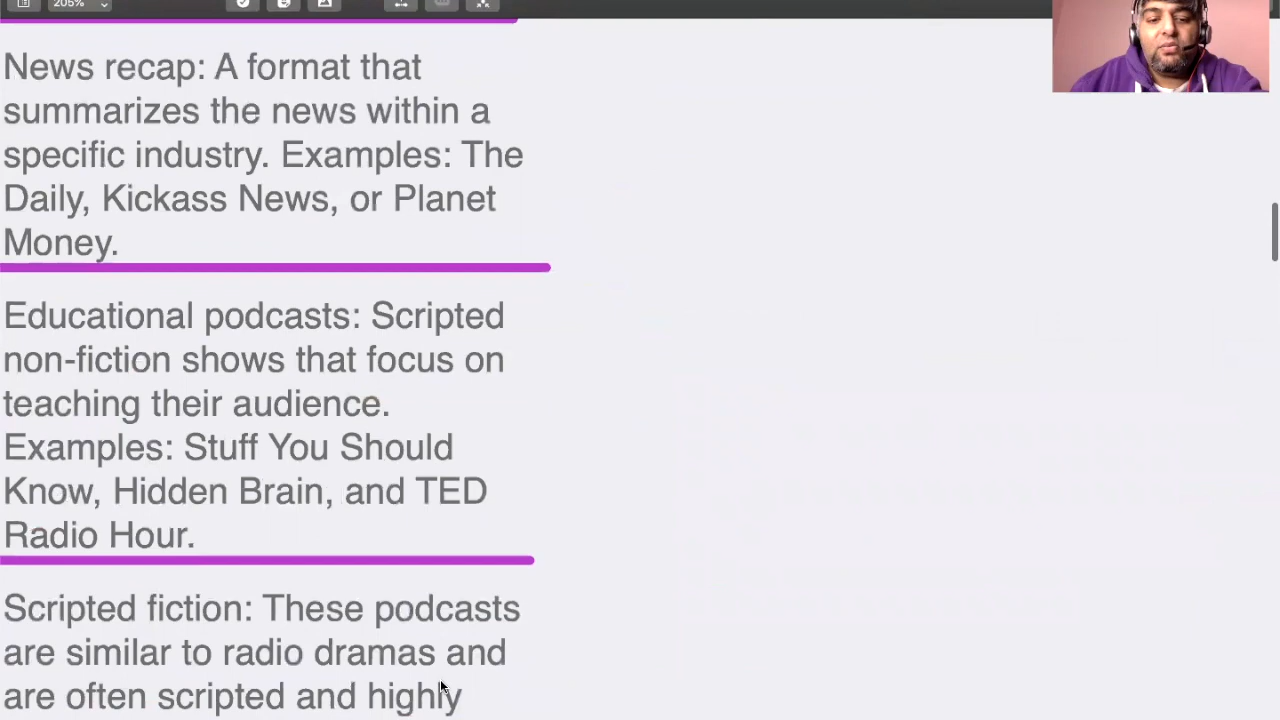 205%
News recap: A format that
summarizes the news within a
specific industry. Examples: The
Daily, Kickass News, or Planet
Money.
Educational podcasts: Scripted
non-fiction shows that focus on
teaching their audience.
Examples: Stuff You Should
Know, Hidden Brain, and TED
Radio Hour.
Scripted fiction: These podcasts
are similar to radio dramas and
are often scripted and highly